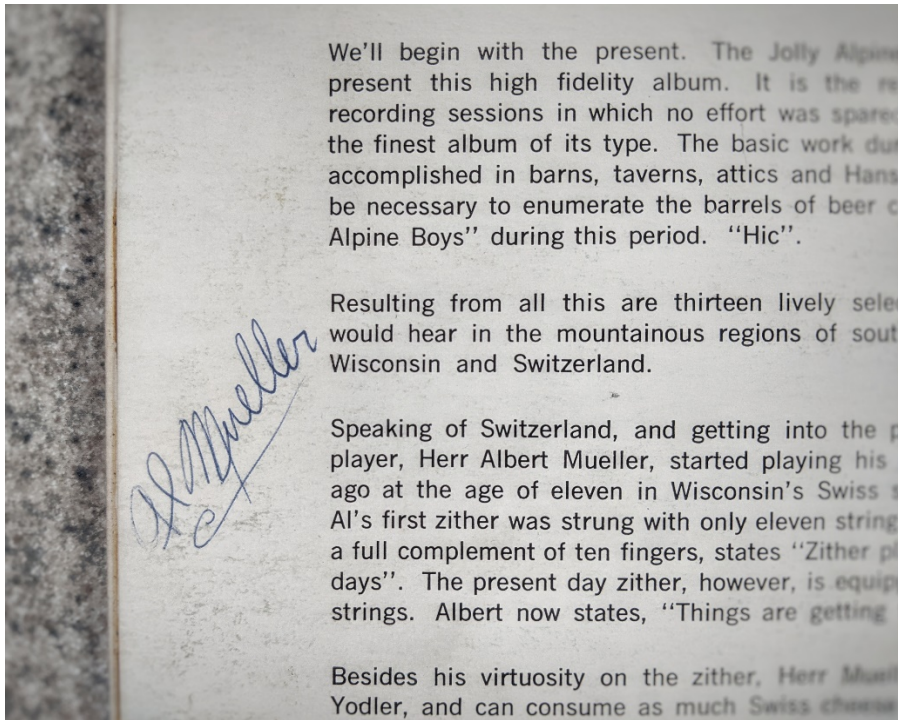 We'll begin with the present. The Jolly Alpine
present this high fidelity album. It is the
recording sessions in which no effort was spared
the finest album of its type. The basic work
accomplished in barns, taverns, attics and
be necessary to enumerate the barrels of beer
Alpine Boys" during this period. "Hic".
Resulting from all this are thirteen lively
would hear in the mountainous regions of
Wisconsin and Switzerland.
Al Mueller
Speaking of Switzerland, and getting into the
player, Herr Albert Mueller, started playing his
ago at the age of eleven in Wisconsin's Swiss
Al's first zither was strung with only eleven
a full complement of ten fingers, states "Zither
days". The present day zither, however, is
strings. Albert now states, "Things are getting
Besides his virtuosity on the zither, Herr
Yodler, and can consume as much Swiss cheese